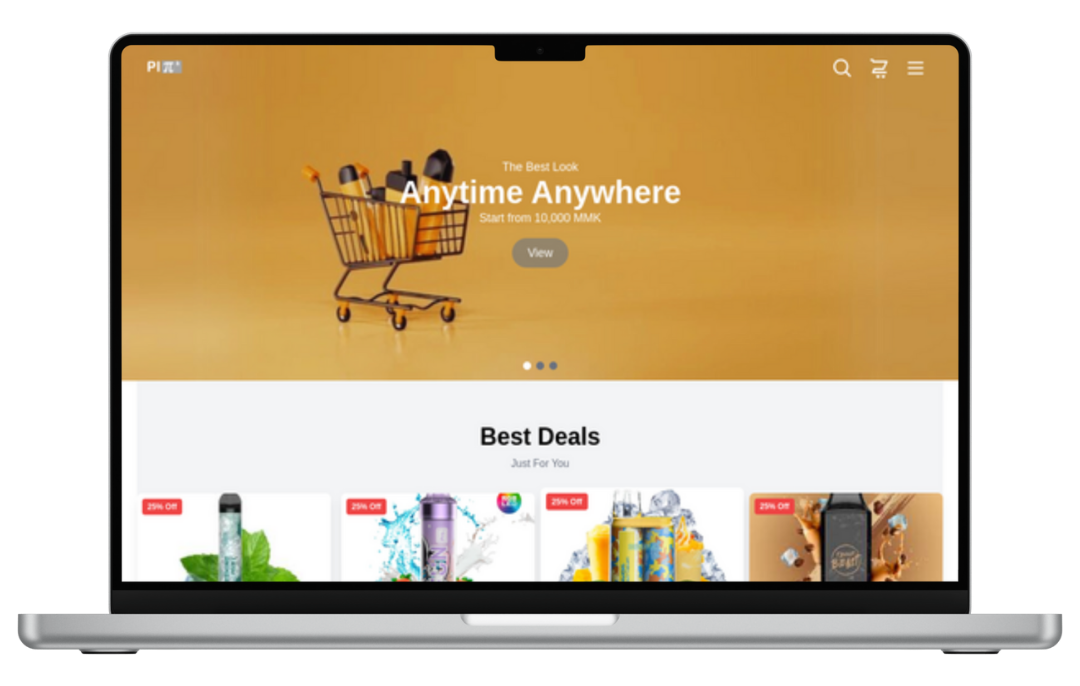 PI
The Best Look
Anytime Anywhere
Start from 10,000 MMK
View
Best Deals
Just For You
25% Off
25% Off
25% Off
25% Off